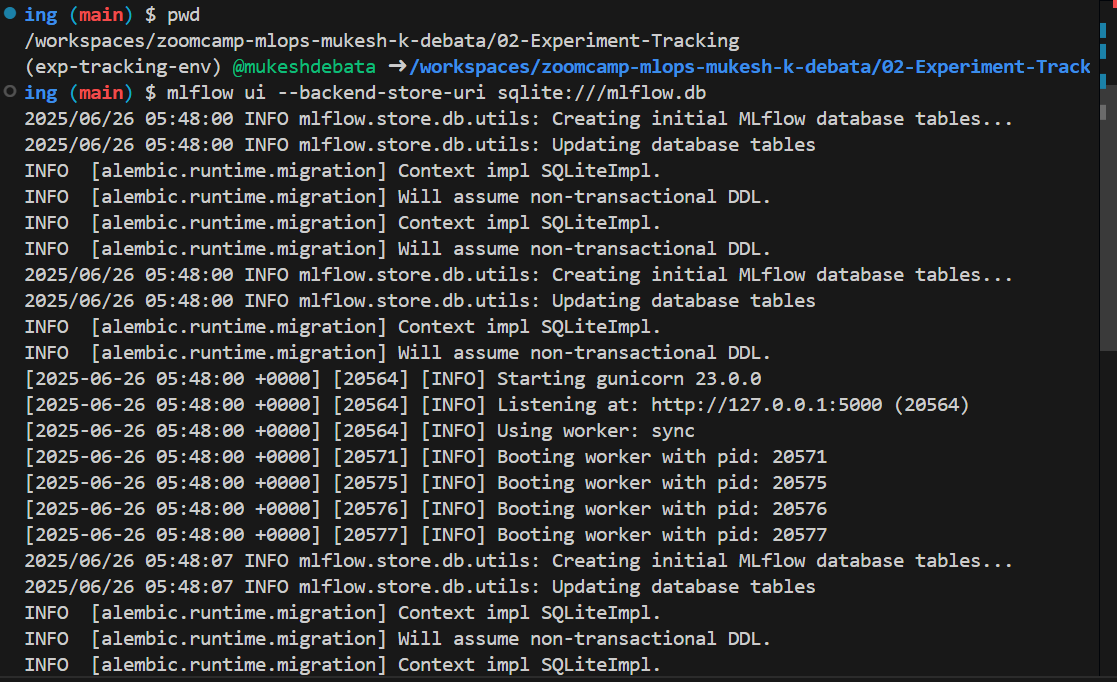 ing (main) $ pwd
/workspaces/zoomcamp-mlops-mukesh-k-debata/02-Experiment-Tracking
(exp-tracking-env) @mukeshdebata ➜/workspaces/zoomcamp-mlops-mukesh-k-debata/02-Experiment-Track
ing (main) $ mlflow ui --backend-store-uri sqlite:///mlflow.db
2025/06/26 05:48:00 INFO mlflow.store.db.utils: Creating initial MLflow database tables...
2025/06/26 05:48:00 INFO mlflow.store.db.utils: Updating database tables
INFO  [alembic.runtime.migration] Context impl SQLiteImpl.
INFO  [alembic.runtime.migration] Will assume non-transactional DDL.
INFO  [alembic.runtime.migration] Context impl SQLiteImpl.
INFO  [alembic.runtime.migration] Will assume non-transactional DDL.
2025/06/26 05:48:00 INFO mlflow.store.db.utils: Creating initial MLflow database tables...
2025/06/26 05:48:00 INFO mlflow.store.db.utils: Updating database tables
INFO  [alembic.runtime.migration] Context impl SQLiteImpl.
INFO  [alembic.runtime.migration] Will assume non-transactional DDL.
[2025-06-26 05:48:00 +0000] [20564] [INFO] Starting gunicorn 23.0.0
[2025-06-26 05:48:00 +0000] [20564] [INFO] Listening at: http://127.0.0.1:5000 (20564)
[2025-06-26 05:48:00 +0000] [20564] [INFO] Using worker: sync
[2025-06-26 05:48:00 +0000] [20571] [INFO] Booting worker with pid: 20571
[2025-06-26 05:48:00 +0000] [20575] [INFO] Booting worker with pid: 20575
[2025-06-26 05:48:00 +0000] [20576] [INFO] Booting worker with pid: 20576
[2025-06-26 05:48:00 +0000] [20577] [INFO] Booting worker with pid: 20577
2025/06/26 05:48:07 INFO mlflow.store.db.utils: Creating initial MLflow database tables...
2025/06/26 05:48:07 INFO mlflow.store.db.utils: Updating database tables
INFO  [alembic.runtime.migration] Context impl SQLiteImpl.
INFO  [alembic.runtime.migration] Will assume non-transactional DDL.
INFO  [alembic.runtime.migration] Context impl SQLiteImpl.